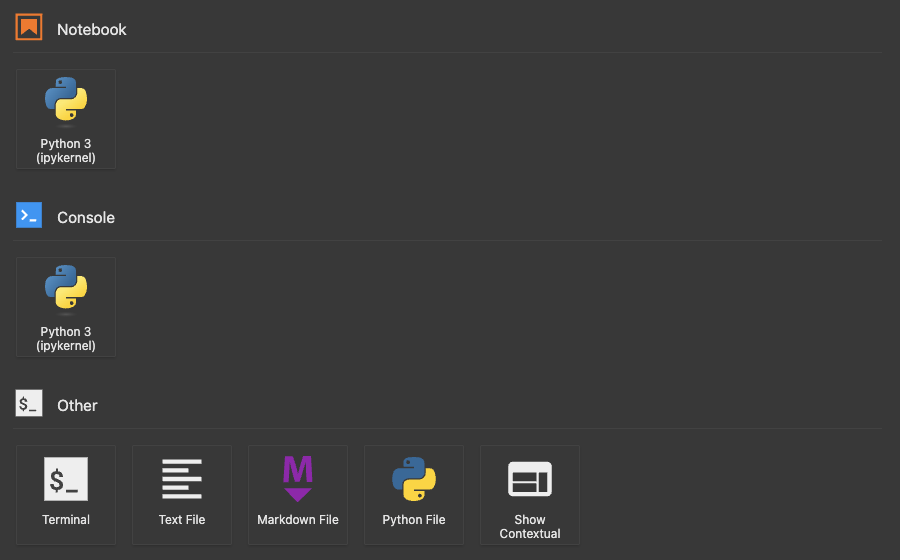 Notebook
Python 3
(ipykernel)
Console
Python 3
(ipykernel)
$_ Other
$_
Terminal
Text File
M
Markdown File
Python File
Show
Contextual